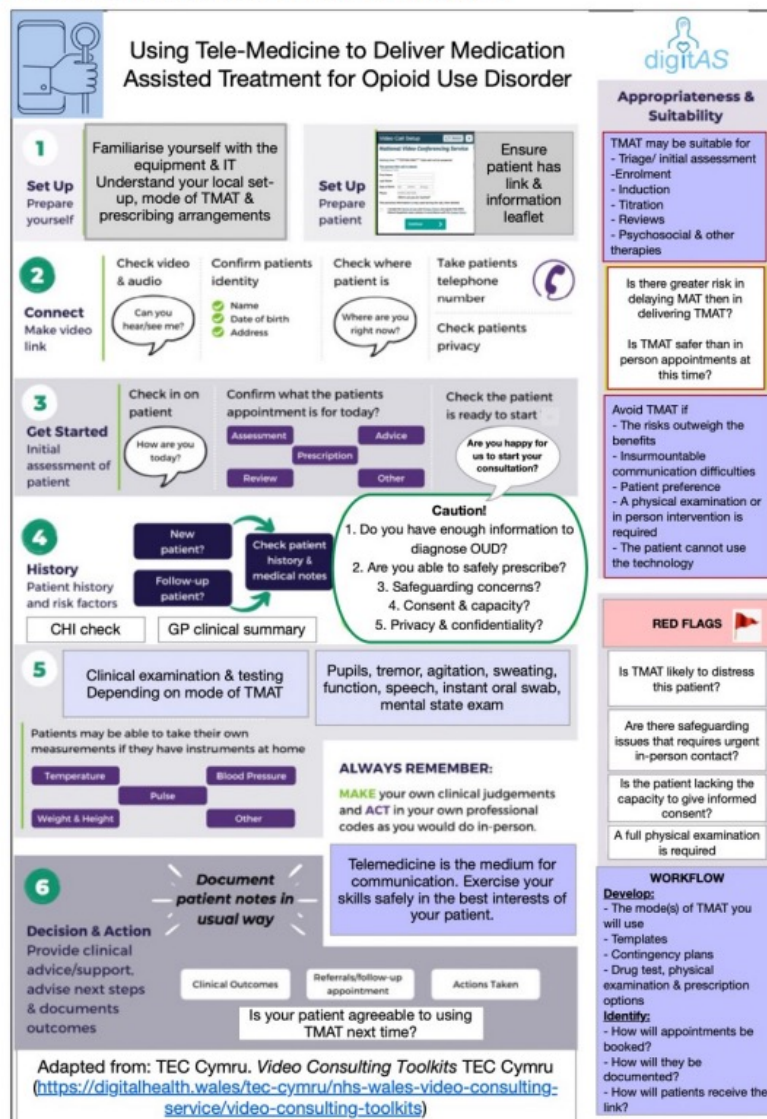 Using Tele-Medicine to Deliver Medication
Assisted Treatment for Opioid Use Disorder
digitAS
1
Set Up
Prepare
yourself
Familiarise yourself with the
equipment & IT
Understand your local set-
up, mode of TMAT &
prescribing arrangements
Set Up
Prepare
patient
Video Call Setup
National Video Conferencing Service
Ensure
patient has
link &
information
leaflet
2
Connect
Make video
link
Check video
& audio
Can you
hear/see me?
Confirm patients
identity
Name
Date of birth
Address
Check where
patient is
Where are you
right now?
Take patients
telephone
number
Check patients
privacy
3
Get Started
Initial
assessment of
patient
Check in on
patient
How are you
today?
Confirm what the patients
appointment is for today?
Assessment
Advice
Prescription
Review
Other
Check the patient
is ready to start
Are you happy for
us to start your
consultation?
4
History
Patient history
and risk factors
New
patient?
Follow-up
patient?
Check patient
history &
medical notes
CHI check
GP clinical summary
Caution!
1. Do you have enough information to
diagnose OUD?
2. Are you able to safely prescribe?
3. Safeguarding concerns?
4. Consent & capacity?
5. Privacy & confidentiality?
5
Clinical examination & testing
Depending on mode of TMAT
Pupils, tremor, agitation, sweating,
function, speech, instant oral swab,
mental state exam
Patients may be able to take their own
measurements if they have instruments at home
Temperature
Blood Pressure
Pulse
Weight & Height
Other
ALWAYS REMEMBER:
MAKE your own clinical judgements
and ACT in your own professional
codes as you would do in-person.
Telemedicine is the medium for
communication. Exercise your
skills safely in the best interests of
your patient.
6
Decision & Action
Provide clinical
advice/support,
advise next steps
& documents
outcomes
Document
patient notes in
usual way
Clinical Outcomes
Referrals/follow-up
appointment
Actions Taken
Is your patient agreeable to using
TMAT next time?
Adapted from: TEC Cymru. Video Consulting Toolkits TEC Cymru
(https://digitalhealth.wales/tec-cymru/nhs-wales-video-consulting-
service/video-consulting-toolkits)
Appropriateness &
Suitability
TMAT may be suitable for
- Triage/ initial assessment
-Enrolment
- Induction
- Titration
- Reviews
- Psychosocial & other
therapies
Is there greater risk in
delaying MAT then in
delivering TMAT?
Is TMAT safer than in
person appointments at
this time?
Avoid TMAT if
- The risks outweigh the
benefits
- Insurmountable
communication difficulties
- Patient preference
- A physical examination or
in person intervention is
required
- The patient cannot use
the technology
RED FLAGS
Is TMAT likely to distress
this patient?
Are there safeguarding
issues that requires urgent
in-person contact?
Is the patient lacking the
capacity to give informed
consent?
A full physical examination
is required
WORKFLOW
Develop:
- The mode(s) of TMAT you
will use
- Templates
- Contingency plans
- Drug test, physical
examination & prescription
options
Identify:
- How will appointments be
booked?
- How will they be
documented?
- How will patients receive the
link?